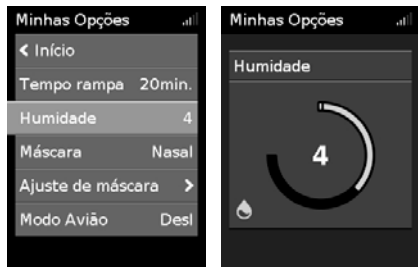 Minhas Opções
Início
Tempo rampa 20min.
Humidade 4
Máscara Nasal
Ajuste de máscara
Modo Avião Desl
Minhas Opções
Humidade
4